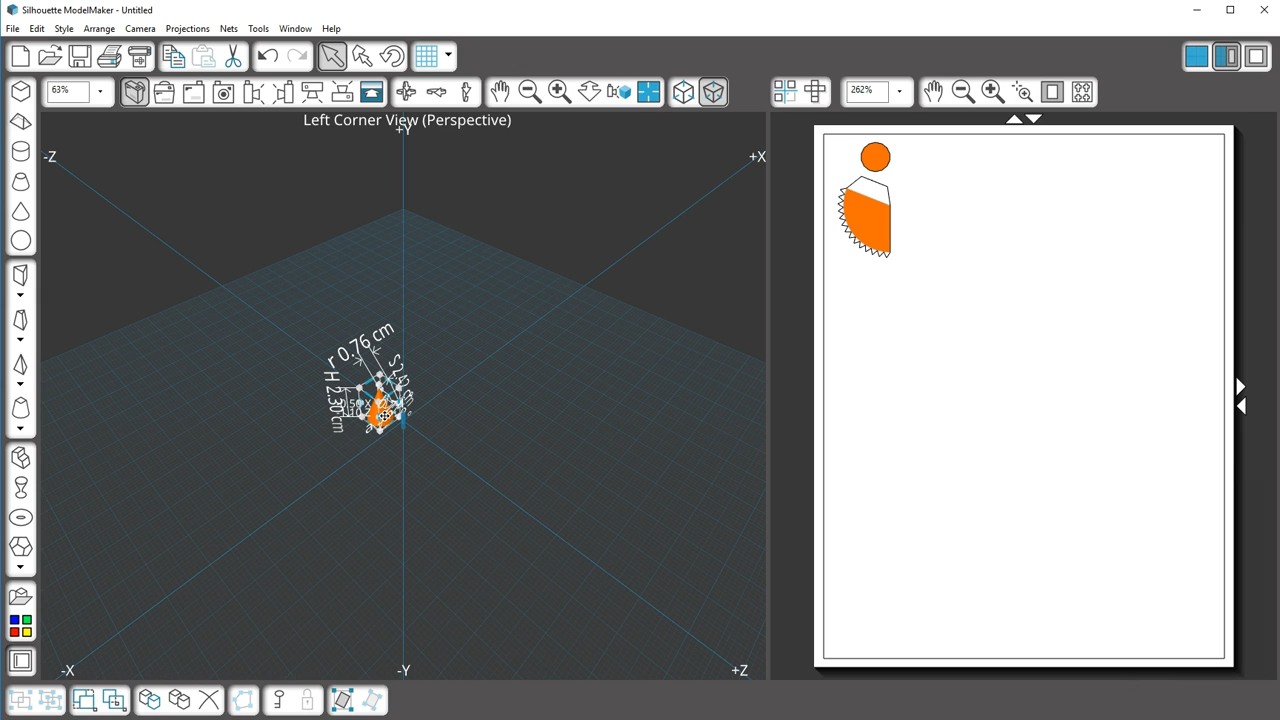 Silhouette ModelMaker - Untitled
File Edit Style Arrange Camera Projections Nets Tools Window Help
63%
262%
Left Corner View (Perspective)
+Y
-Z
+X
r 0.76 cm
H 2.30 cm
-X
-Y
+Z